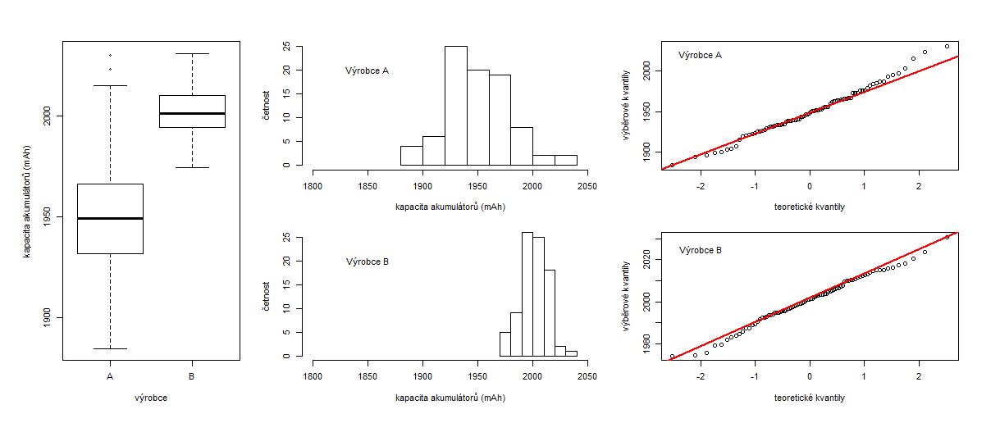 kapacita akumulátorů (mAh)
2000
1950
1900
A
B
výrobce
Výrobce A
četnost
25
20
15
10
5
0
1800
1850
1900
1950
2000
2050
kapacita akumulátorů (mAh)
Výrobce A
výběrové kvantily
2000
1950
1900
-2
-1
0
1
2
teoretické kvantily
Výrobce B
četnost
25
20
15
10
5
0
1800
1850
1900
1950
2000
2050
kapacita akumulátorů (mAh)
Výrobce B
výběrové kvantily
2020
2000
1980
-2
-1
0
1
2
teoretické kvantily